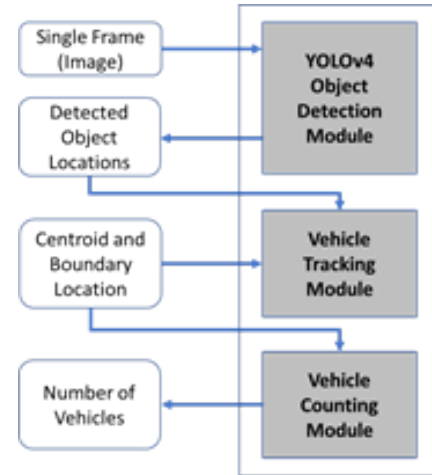 Single Frame
(Image)
YOLOv4
Object
Detection
Module
Detected
Object
Locations
Vehicle
Tracking
Module
Centroid and
Boundary
Location
Vehicle
Counting
Module
Number of
Vehicles